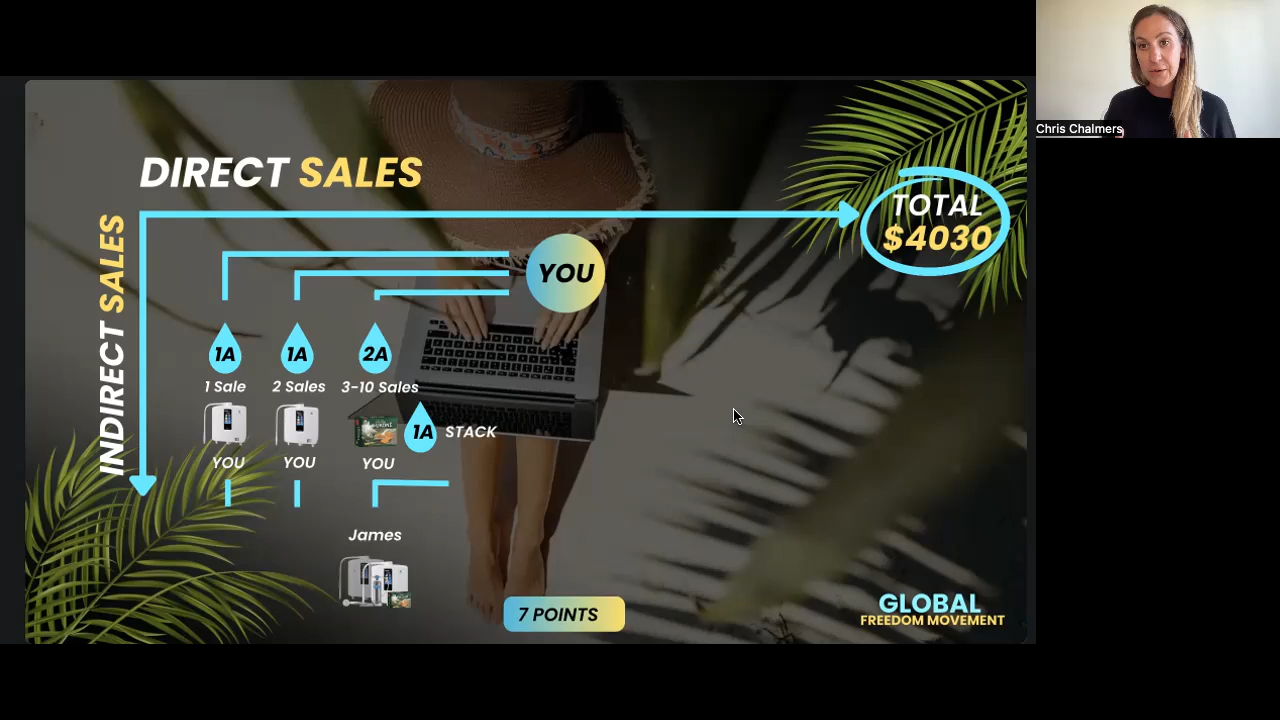 Chris Chalmers
DIRECT SALES
INDIRECT SALES
TOTAL
$4030
YOU
1A
1A
2A
1 Sale
2 Sales
3-10 Sales
1A
STACK
YOU
YOU
YOU
James
7 POINTS
GLOBAL
FREEDOM MOVEMENT